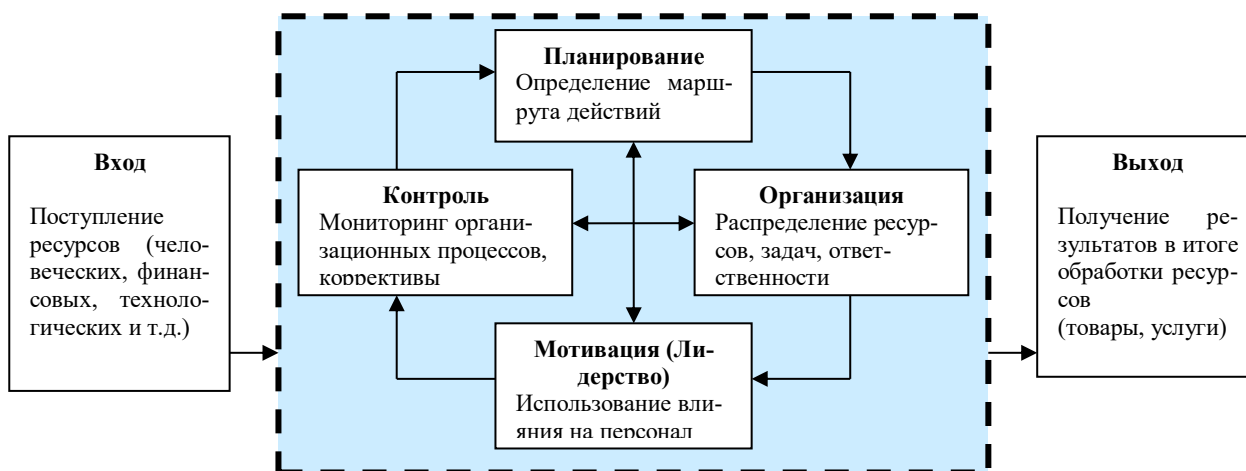 Планирование
Определение марш-
рута действий
Вход
Поступление
ресурсов (чело-
веческих, финан-
совых, техноло-
гических и т.д.)
Контроль
Мониторинг органи-
зационных процессов,
коррективы
Организация
Распределение ресур-
сов, задач, ответ-
ственности
Мотивация (Ли-
дерство)
Использование вли-
яния на персонал
Выход
Получение ре-
зультатов в итоге
обработки ресур-
сов
(товары, услуги)